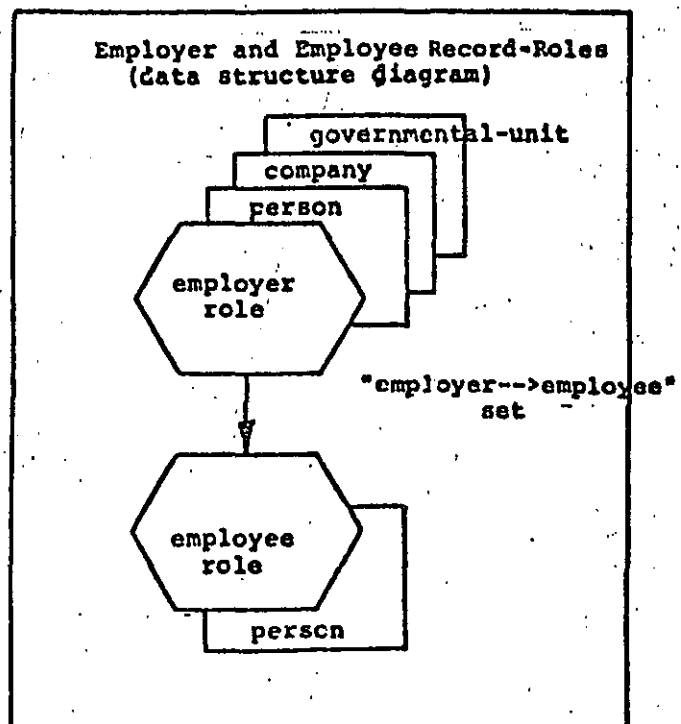 Employer and Employee Record-Roles
(data structure diagram)
governmental-unit
company
person
employer
role
"employer-->employee"
set
employee
role
person